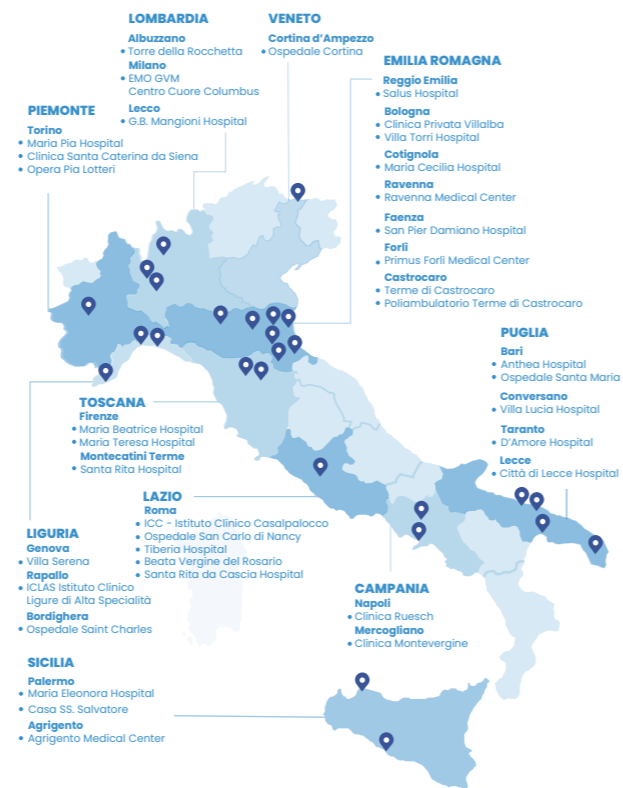 LOMBARDIA
Albuzzano
• Torre della Rocchetta
Milano
• EMO GVM
Centro Cuore Columbus
Lecco
• G.B. Mangioni Hospital
VENETO
Cortina d'Ampezzo
• Ospedale Cortina
EMILIA ROMAGNA
Reggio Emilia
• Salus Hospital
Bologna
• Clinica Privata Villalba
• Villa Torri Hospital
Cotignola
• Maria Cecilia Hospital
Ravenna
• Ravenna Medical Center
Faenza
• San Pier Damiano Hospital
Forlì
• Primus Forlì Medical Center
Castrocaro
• Terme di Castrocaro
• Poliambulatorio Terme di Castrocaro
PIEMONTE
Torino
• Maria Pia Hospital
• Clinica Santa Caterina da Siena
• Opera Pia Lotteri
PUGLIA
Bari
• Anthea Hospital
• Ospedale Santa Maria
Conversano
• Villa Lucia Hospital
Taranto
• D'Amore Hospital
Lecce
• Città di Lecce Hospital
TOSCANA
Firenze
• Maria Beatrice Hospital
• Maria Teresa Hospital
Montecatini Terme
• Santa Rita Hospital
LAZIO
Roma
• ICC - Istituto Clinico Casalpalocco
• Ospedale San Carlo di Nancy
• Tiberia Hospital
• Beata Vergine del Rosario
• Santa Rita da Cascia Hospital
LIGURIA
Genova
• Villa Serena
Rapallo
• ICLAS Istituto Clinico
Ligure di Alta Specialità
Bordighera
• Ospedale Saint Charles
CAMPANIA
Napoli
• Clinica Ruesch
Mercogliano
• Clinica Montevergine
SICILIA
Palermo
• Maria Eleonora Hospital
• Casa SS. Salvatore
Agrigento
• Agrigento Medical Center